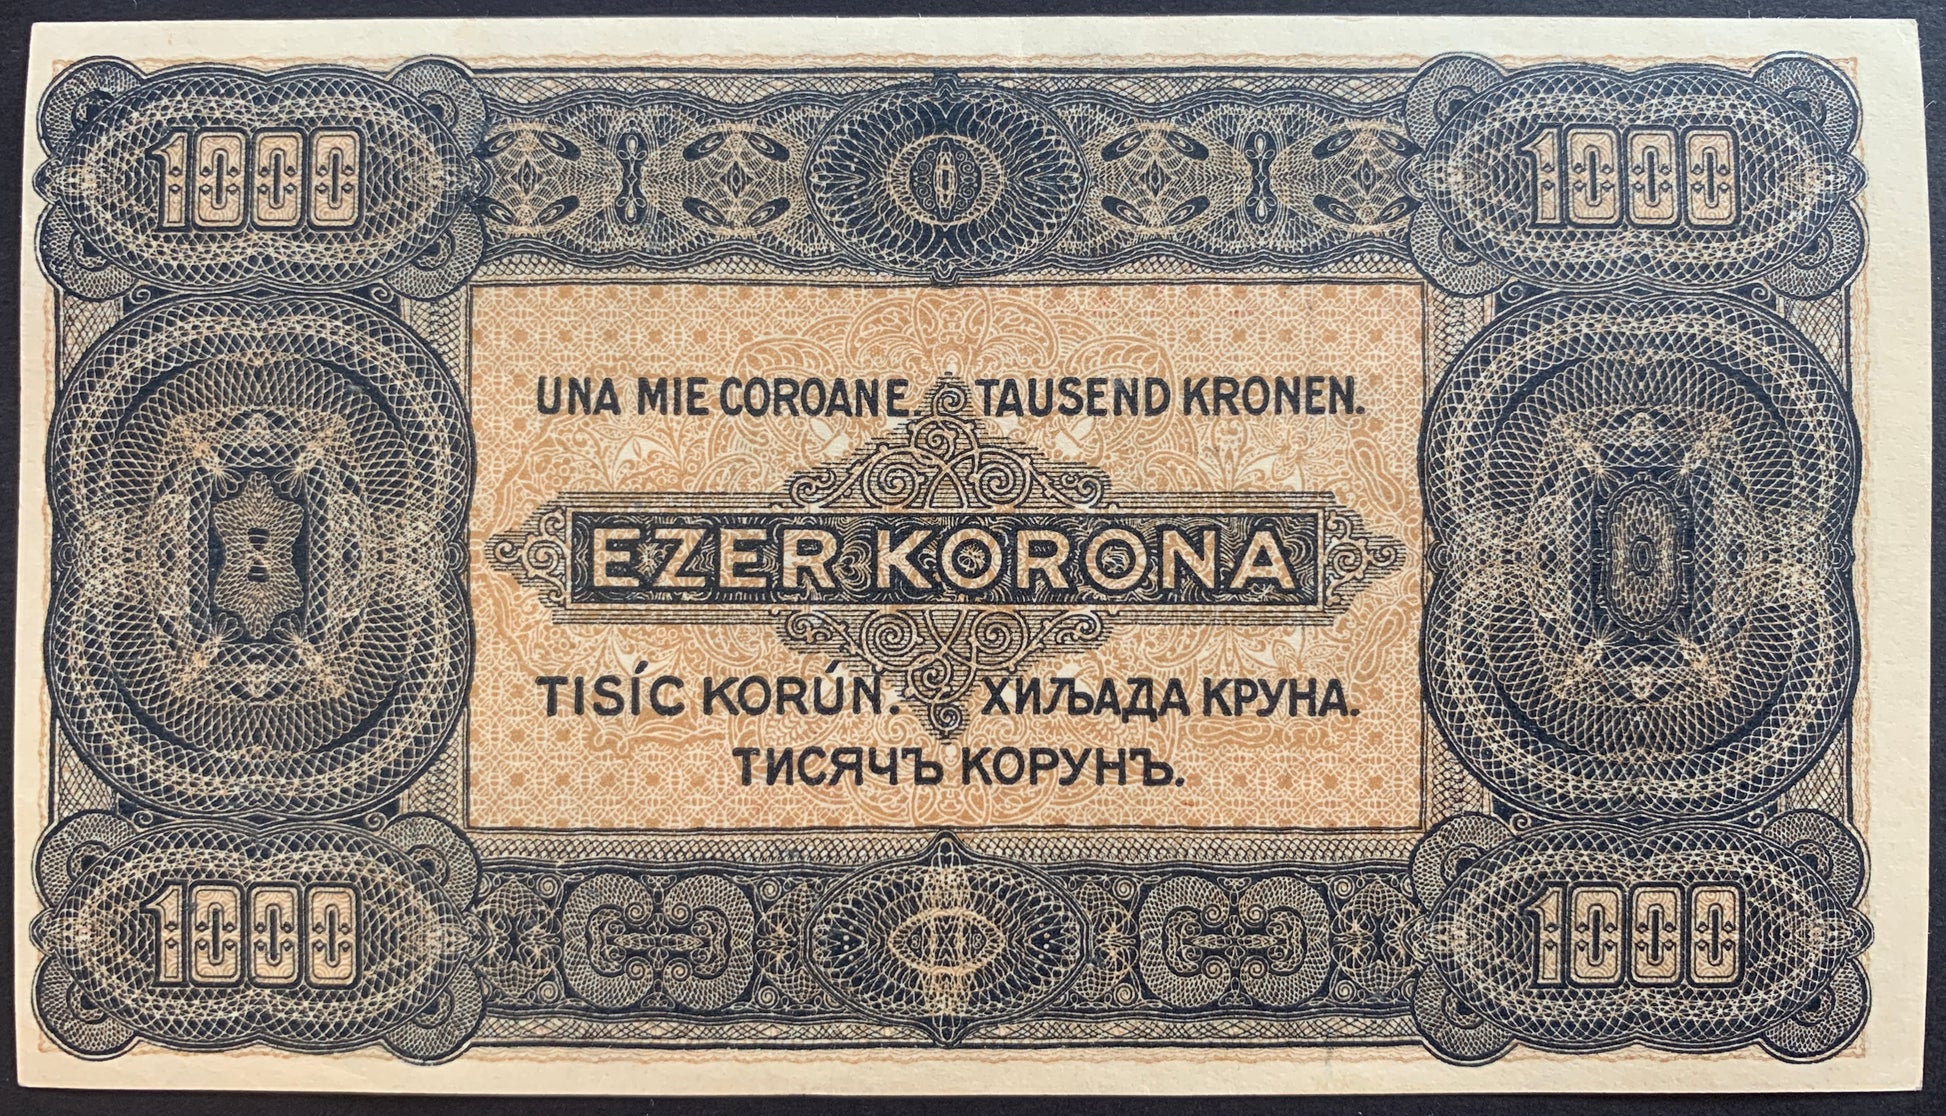 1000 1000
UNA MIE COROANE. TAUSEND KRONEN.
EZER KORONA
TISÍC KORÚN. ХИЉАДА КРУНА.
ТИСЯЧЪ КОРУНЪ.
1000 1000